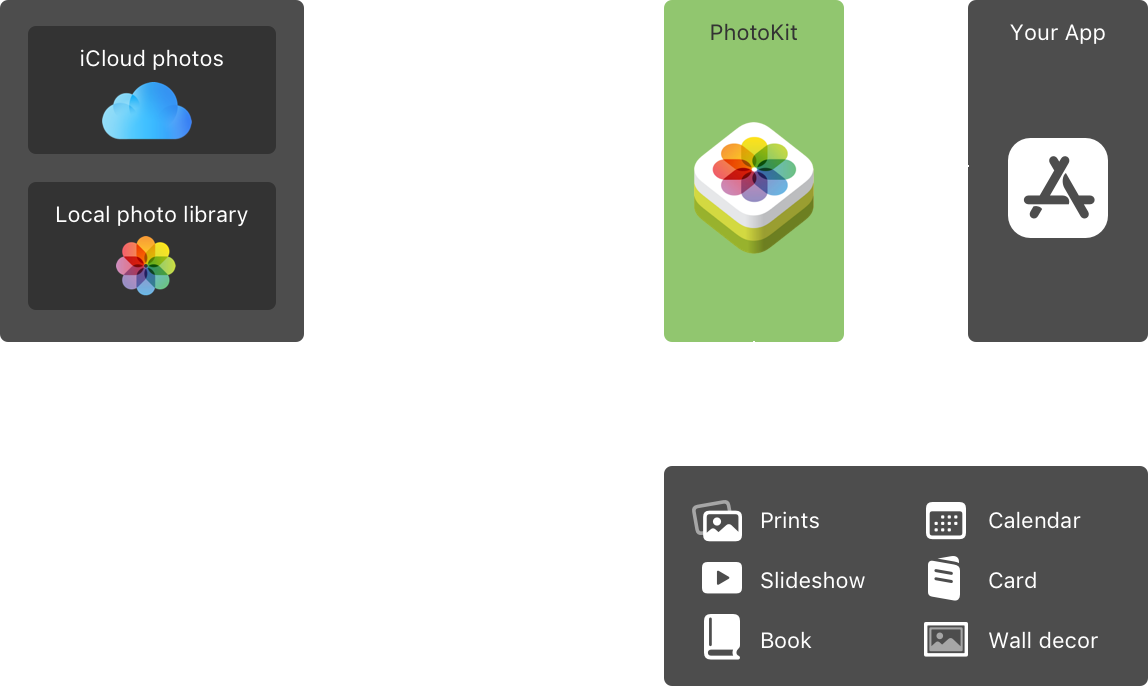 iCloud photos
Local photo library
PhotoKit
Your App
Prints
Calendar
Slideshow
Card
Book
Wall decor